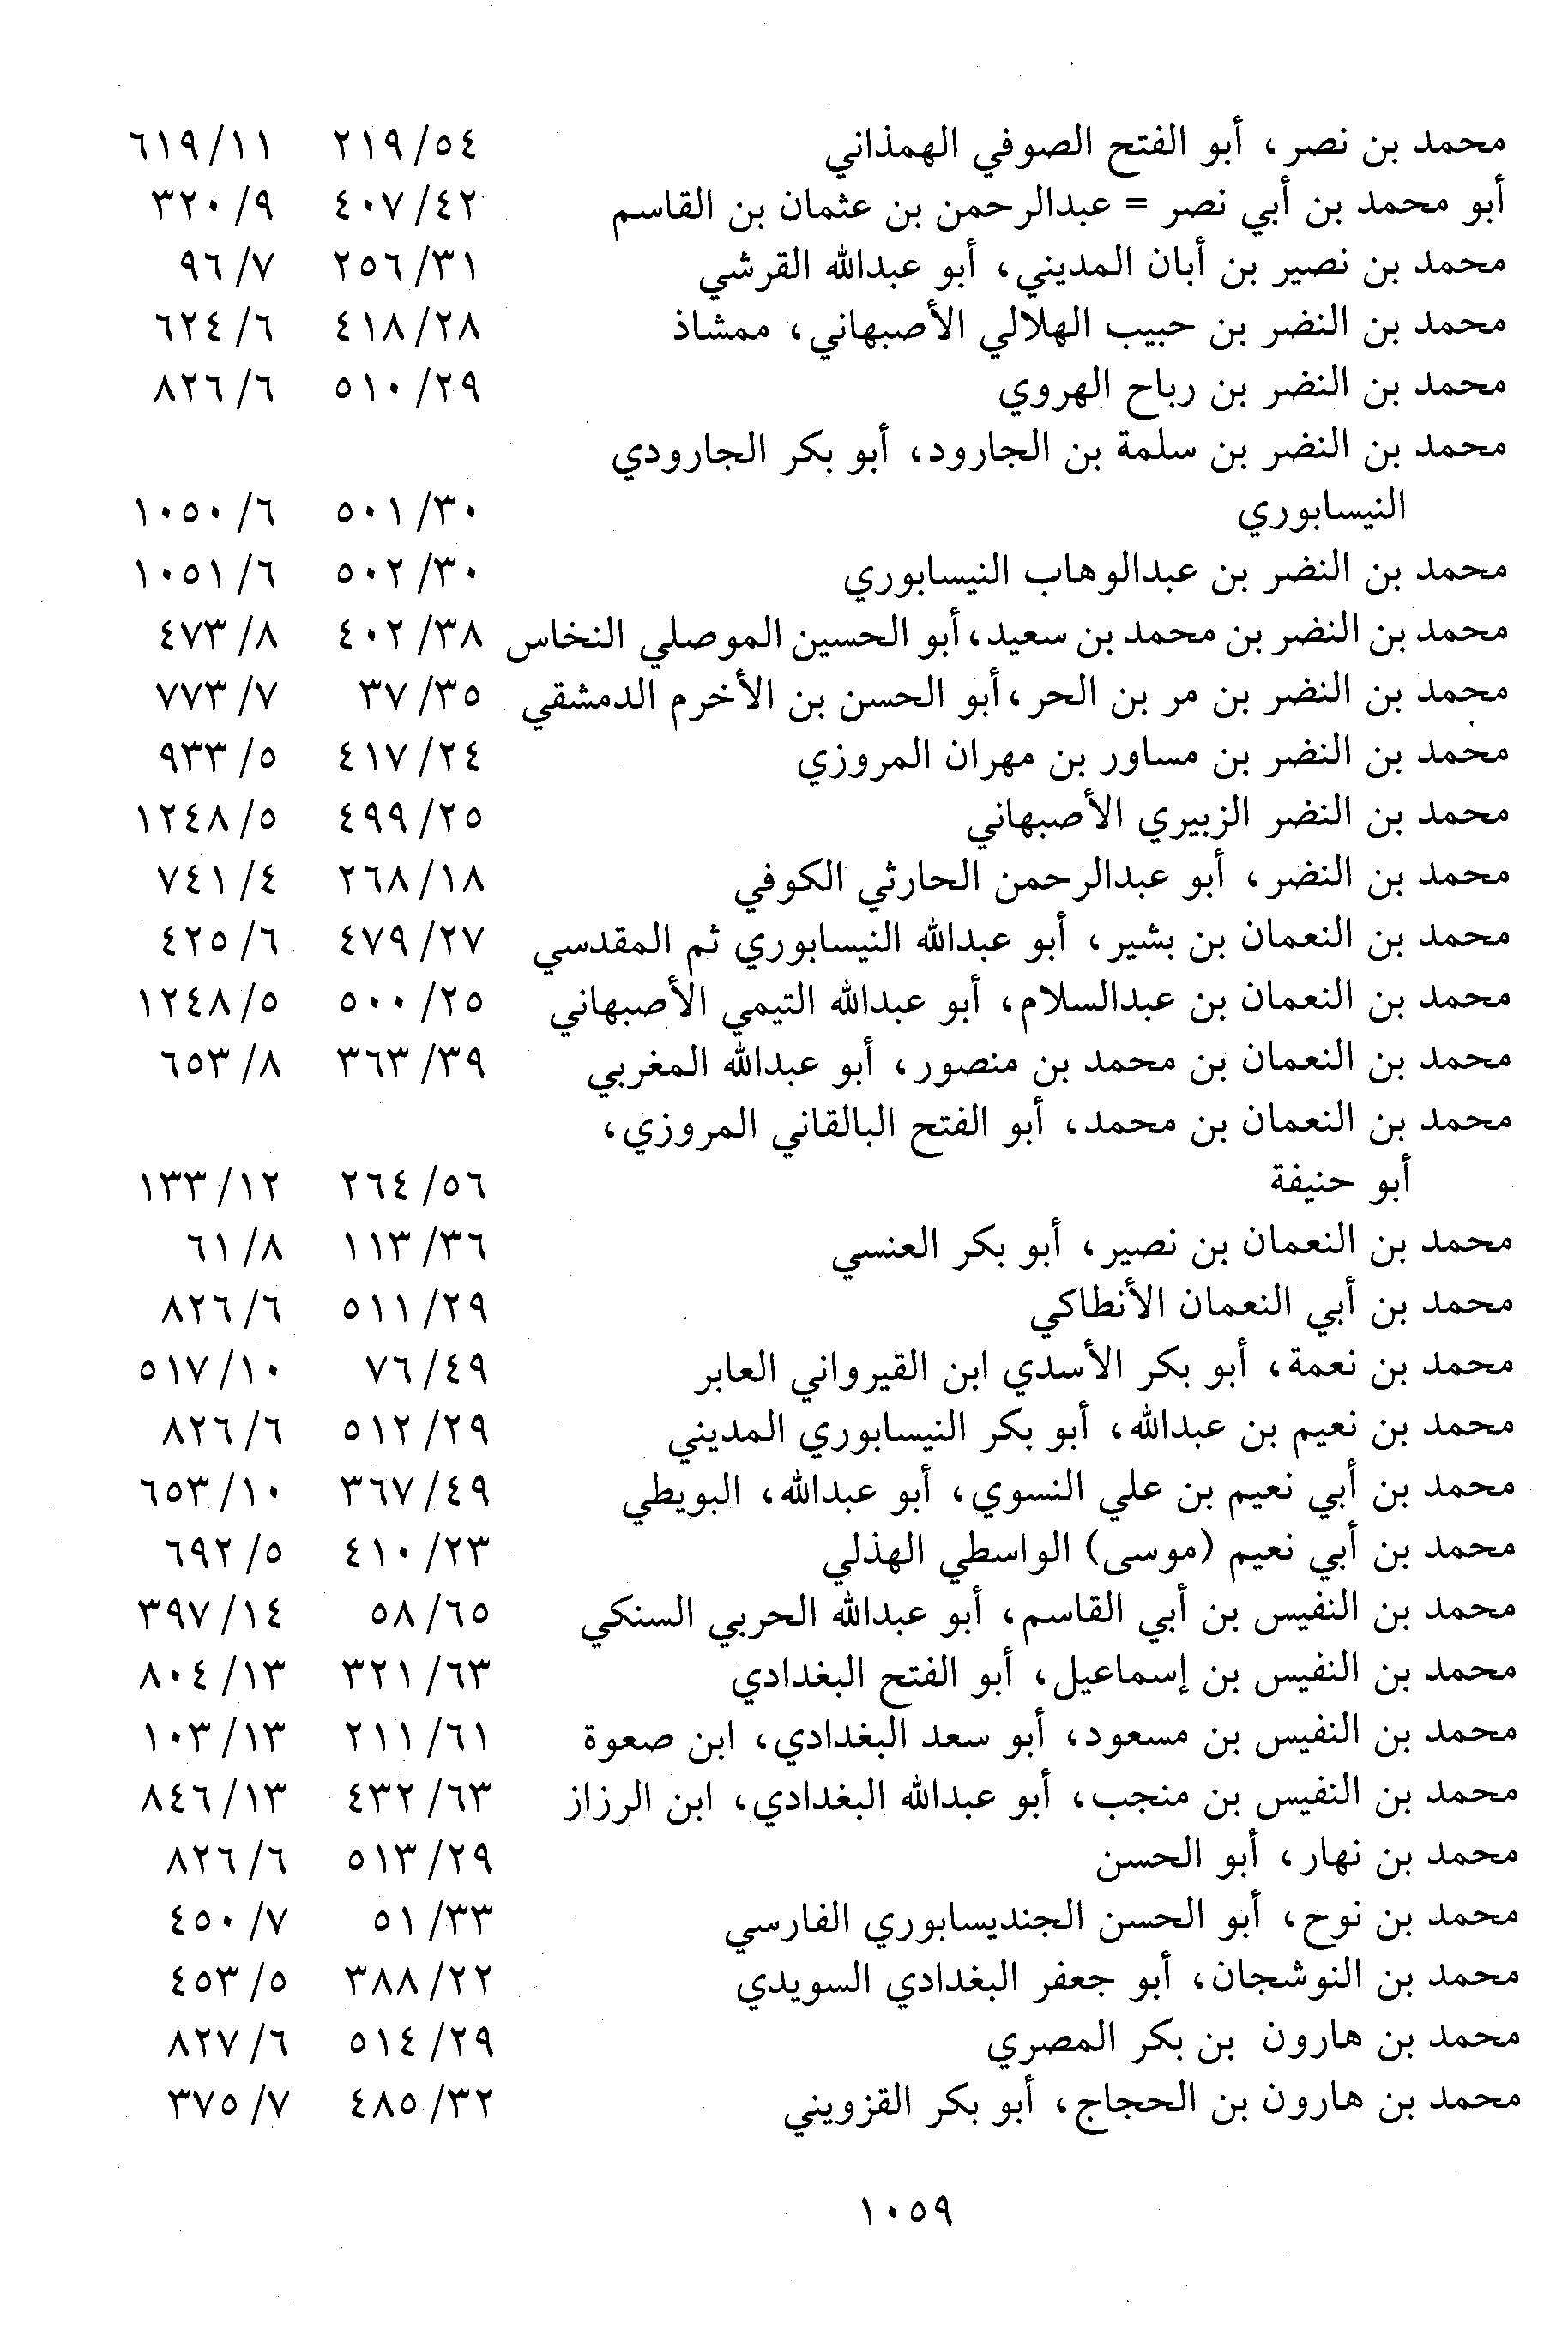 محمد بن نصر، أبو الفتح الصوفي الهمذاني ٢١٩/٥٤ ٦١٩/١١
أبو محمد بن أبي نصر = عبدالرحمن بن عثمان بن القاسم ٤٠٧/٤٢ ٣٢٠/٩
محمد بن نصير بن أبان المديني، أبو عبدالله القرشي ٢٥٦/٣١ ٩٦/٧
محمد بن النضر بن حبيب الهلالي الأصبهاني، ممشاذ ٤١٨/٢٨ ٦٢٤/٦
محمد بن النضر بن رباح الهروي ٥١٠/٢٩ ٨٢٦/٦
محمد بن النضر بن سلمة بن الجارود، أبو بكر الجارودي
النيسابوري ٥٠١/٣٠ ١٠٥٠/٦
محمد بن النضر بن عبدالوهاب النيسابوري ٥٠٢/٣٠ ١٠٥١/٦
محمد بن النضر بن محمد بن سعيد، أبو الحسين الموصلي النخاس ٤٠٢/٣٨ ٤٧٣/٨
محمد بن النضر بن مر بن الحر، أبو الحسن بن الأخرم الدمشقي ٣٧/٣٥ ٧٧٣/٧
محمد بن النضر بن مساور بن مهران المروزي ٤١٧/٢٤ ٩٣٣/٥
محمد بن النضر الزبيري الأصبهاني ٤٩٩/٢٥ ١٢٤٨/٥
محمد بن النضر، أبو عبدالرحمن الحارثي الكوفي ٢٦٨/١٨ ٧٤١/٤
محمد بن النعمان بن بشير، أبو عبدالله النيسابوري ثم المقدسي ٤٧٩/٢٧ ٤٢٥/٦
محمد بن النعمان بن عبدالسلام، أبو عبدالله التيمي الأصبهاني ٥٠٠/٢٥ ١٢٤٨/٥
محمد بن النعمان بن محمد بن منصور، أبو عبدالله المغربي ٣٦٣/٣٩ ٦٥٣/٨
محمد بن النعمان بن محمد، أبو الفتح البالقاني المروزي،
أبو حنيفة ٢٦٤/٥٦ ١٣٣/١٢
محمد بن النعمان بن نصير، أبو بكر العنسي ١١٣/٣٦ ٦١/٨
محمد بن أبي النعمان الأنطاكي ٥١١/٢٩ ٨٢٦/٦
محمد بن نعمة، أبو بكر الأسدي ابن القيرواني العابر ٧٦/٤٩ ٥١٧/١٠
محمد بن نعيم بن عبدالله، أبو بكر النيسابوري المديني ٥١٢/٢٩ ٨٢٦/٦
محمد بن أبي نعيم بن علي النسوي، أبو عبدالله، البويطي ٣٦٧/٤٩ ٦٥٣/١٠
محمد بن أبي نعيم (موسى) الواسطي الهذلي ٤١٠/٢٣ ٦٩٢/٥
محمد بن النفيس بن أبي القاسم، أبو عبدالله الحربي السنكي ٥٨/٦٥ ٣٩٧/١٤
محمد بن النفيس بن إسماعيل، أبو الفتح البغدادي ٣٢١/٦٣ ٨٠٤/١٣
محمد بن النفيس بن مسعود، أبو سعد البغدادي، ابن صعوة ٢١١/٦١ ١٠٣/١٣
محمد بن النفيس بن منجب، أبو عبدالله البغدادي، ابن الرزاز ٤٣٢/٦٣ ٨٤٦/١٣
محمد بن نهار، أبو الحسن ٥١٣/٢٩ ٨٢٦/٦
محمد بن نوح، أبو الحسن الجنديسابوري الفارسي ٥١/٣٣ ٤٥٠/٧
محمد بن النوشجان، أبو جعفر البغدادي السويدي ٣٨٨/٢٢ ٤٥٣/٥
محمد بن هارون بن بكر المصري ٥١٤/٢٩ ٨٢٧/٦
محمد بن هارون بن الحجاج، أبو بكر القزويني ٤٨٥/٣٢ ٣٧٥/٧
١٠٥٩